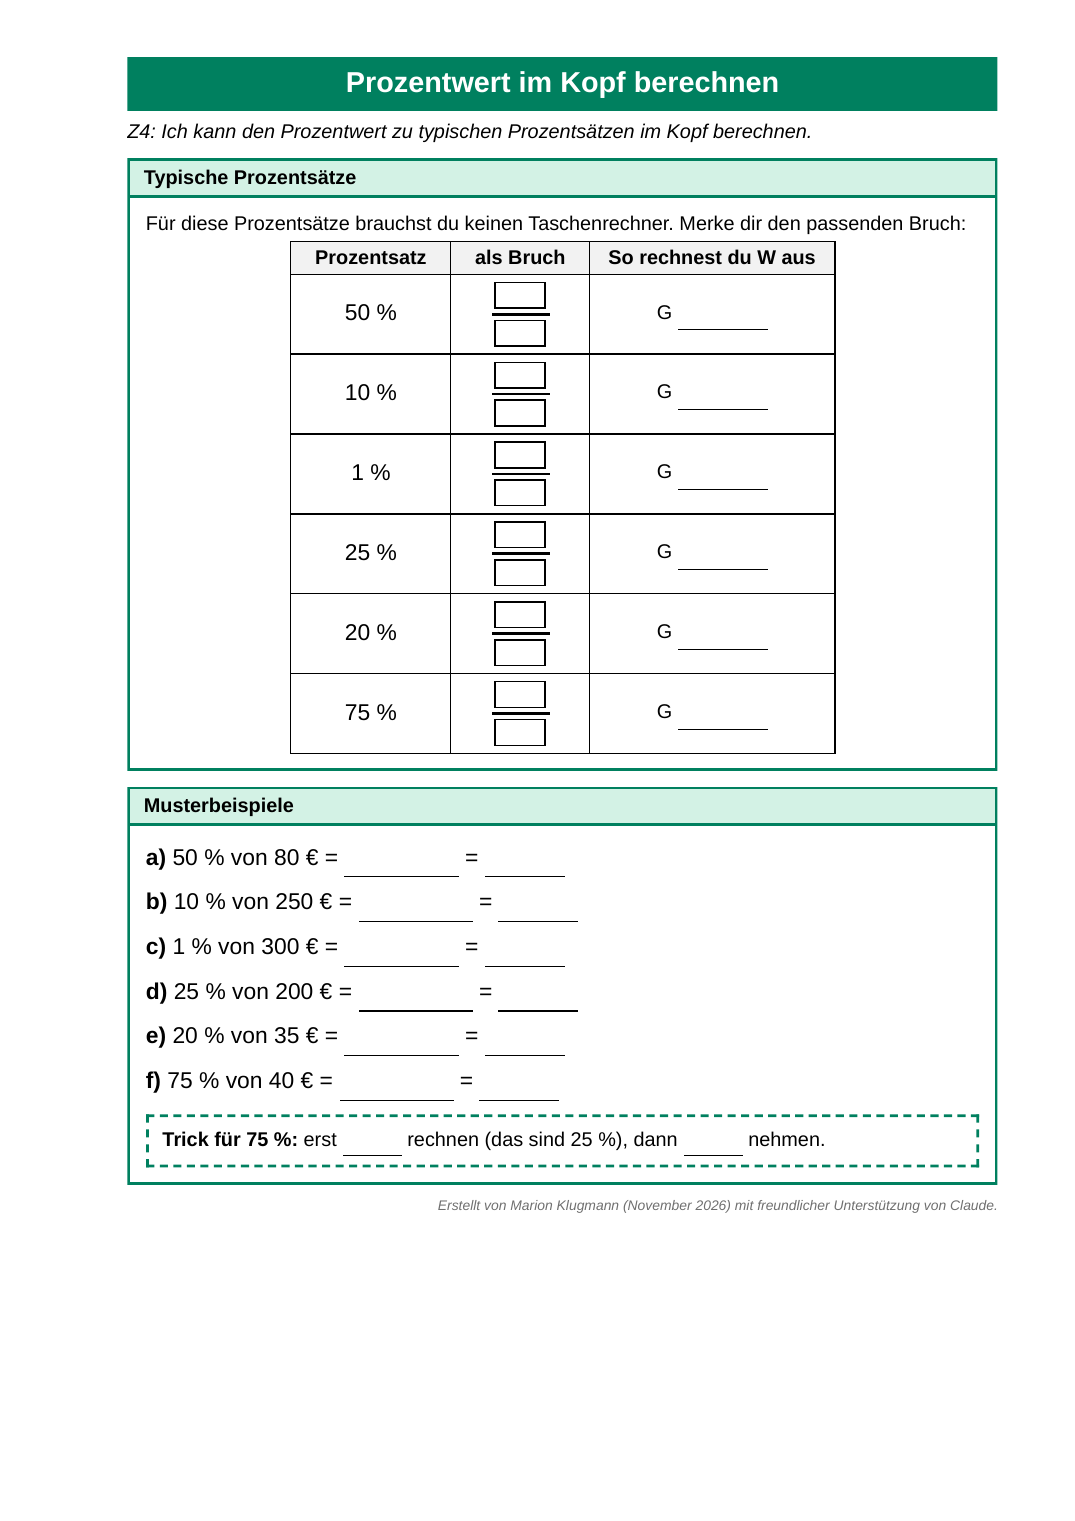 Prozentwert im Kopf berechnen
Z4: Ich kann den Prozentwert zu typischen Prozentsätzen im Kopf berechnen.
Typische Prozentsätze
Für diese Prozentsätze brauchst du keinen Taschenrechner. Merke dir den passenden Bruch:
Prozentsatz als Bruch So rechnest du W aus
50 % G
10 % G
1 % G
25 % G
20 % G
75 % G
Musterbeispiele
a) 50 % von 80 € = =
b) 10 % von 250 € = =
c) 1 % von 300 € = =
d) 25 % von 200 € = =
e) 20 % von 35 € = =
f) 75 % von 40 € = =
Trick für 75 %: erst rechnen (das sind 25 %), dann nehmen.
Erstellt von Marion Klugmann (November 2026) mit freundlicher Unterstützung von Claude.